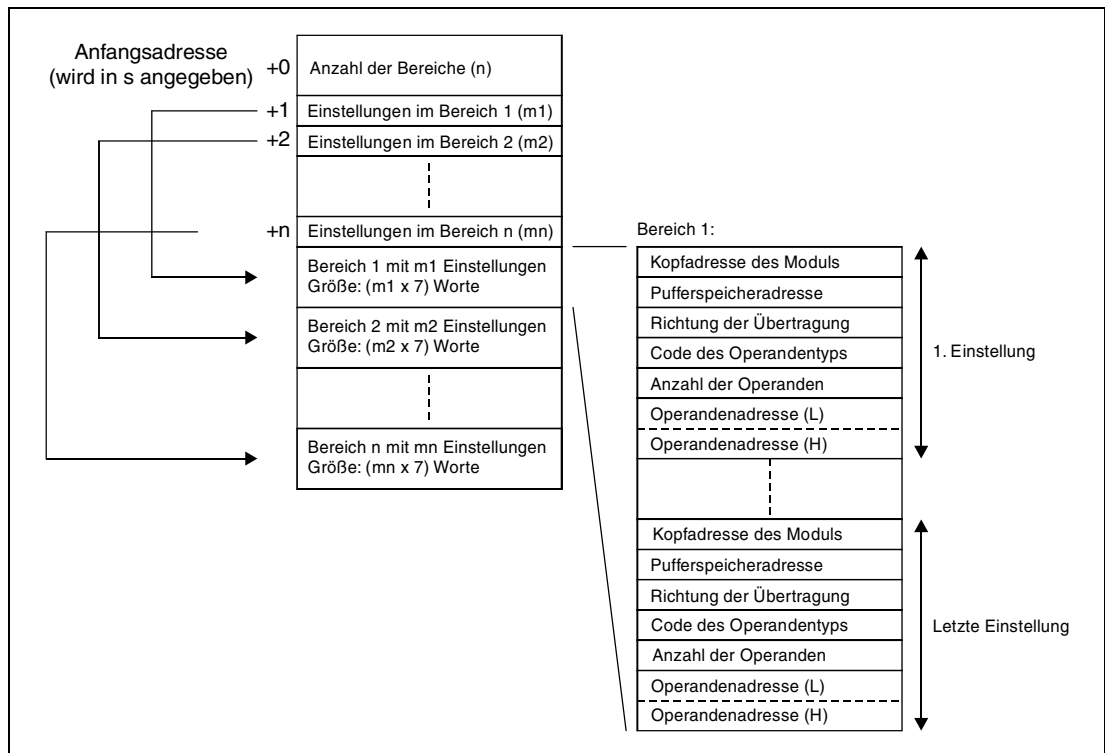 Anfangsadresse
(wird in s angegeben)
+0
Anzahl der Bereiche (n)
+1
Einstellungen im Bereich 1 (m1)
+2
Einstellungen im Bereich 2 (m2)
+n
Einstellungen im Bereich n (mn)
Bereich 1 mit m1 Einstellungen
Größe: (m1 x 7) Worte
Bereich 2 mit m2 Einstellungen
Größe: (m2 x 7) Worte
Bereich n mit mn Einstellungen
Größe: (mn x 7) Worte
Bereich 1:
Kopfadresse des Moduls
Pufferspeicheradresse
Richtung der Übertragung
Code des Operandentyps
Anzahl der Operanden
Operandenadresse (L)
Operandenadresse (H)
1. Einstellung
Kopfadresse des Moduls
Pufferspeicheradresse
Richtung der Übertragung
Code des Operandentyps
Anzahl der Operanden
Operandenadresse (L)
Operandenadresse (H)
Letzte Einstellung